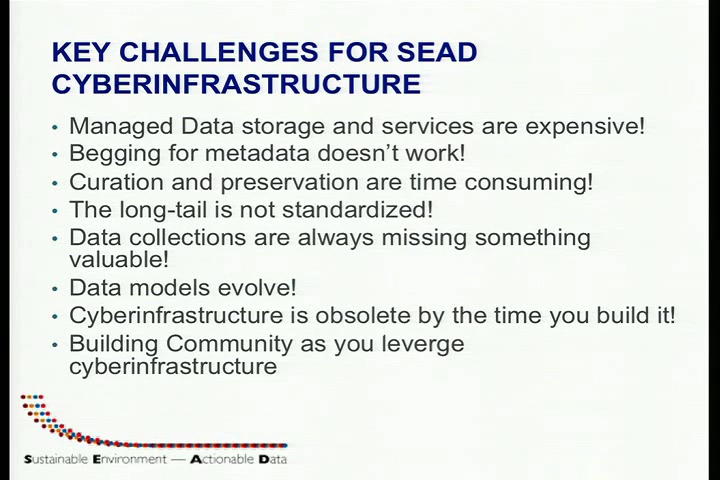 KEY CHALLENGES FOR SEAD
CYBERINFRASTRUCTURE
• Managed Data storage and services are expensive!
• Begging for metadata doesn’t work!
• Curation and preservation are time consuming!
• The long-tail is not standardized!
• Data collections are always missing something
valuable!
• Data models evolve!
• Cyberinfrastructure is obsolete by the time you build it!
• Building Community as you leverge
cyberinfrastructure
Sustainable Environment — Actionable Data